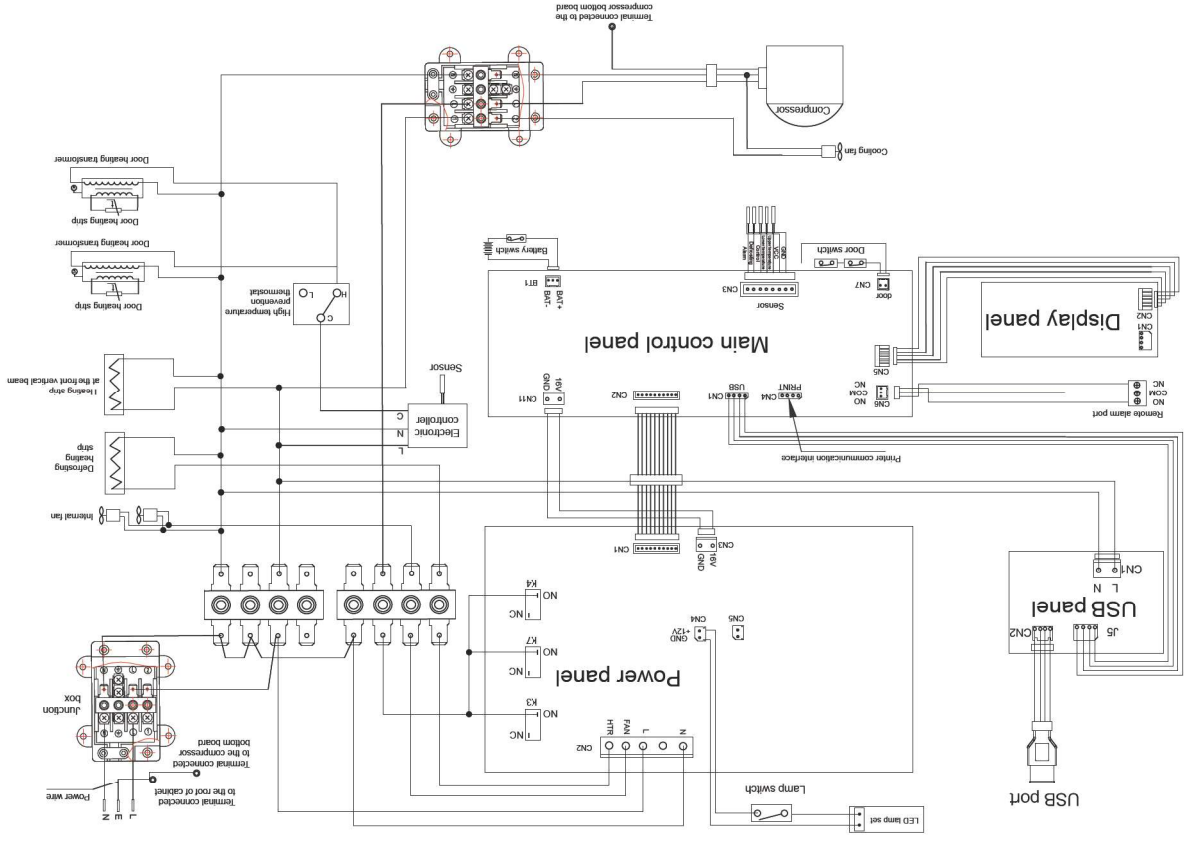 USB port
LED lamp set
Lamp switch
N
E
L
Power wire
Terminal connected
to the roof of cabinet
Terminal connected
to the compressor
bottom board
Junction
box
CN2
N
L
FAN
HTR
K3
NO
NC
Power panel
K7
NO
NC
K4
NO
NC
CN4
GND
+12V
CN5
USB panel
J5
CN2
CN1
L
N
CN3
16V
GND
CN1
Internal fan
Printer communication interface
Defrosting
heating
strip
Electronic
controller
L
N
C
Sensor
Remote alarm port
NO
COM
NC
CN6
NO
COM
NC
CN4
PRINT
CN1
USB
CN2
CN11
16V
GND
Heating strip
at the front vertical beam
CN5
Display panel
CN1
CN2
Main control panel
High temperature
prevention
thermostat
C
H
L
Sensor
CN3
CN7
door
BT1
BAT+
BAT-
Door switch
GND
VCC
Control
Defrosting
Alarm
Battery switch
Door heating
strip
Door heating transformer
Door heating strip
Door heating transformer
Cooling fan
Compressor
Terminal connected to the
compressor bottom board